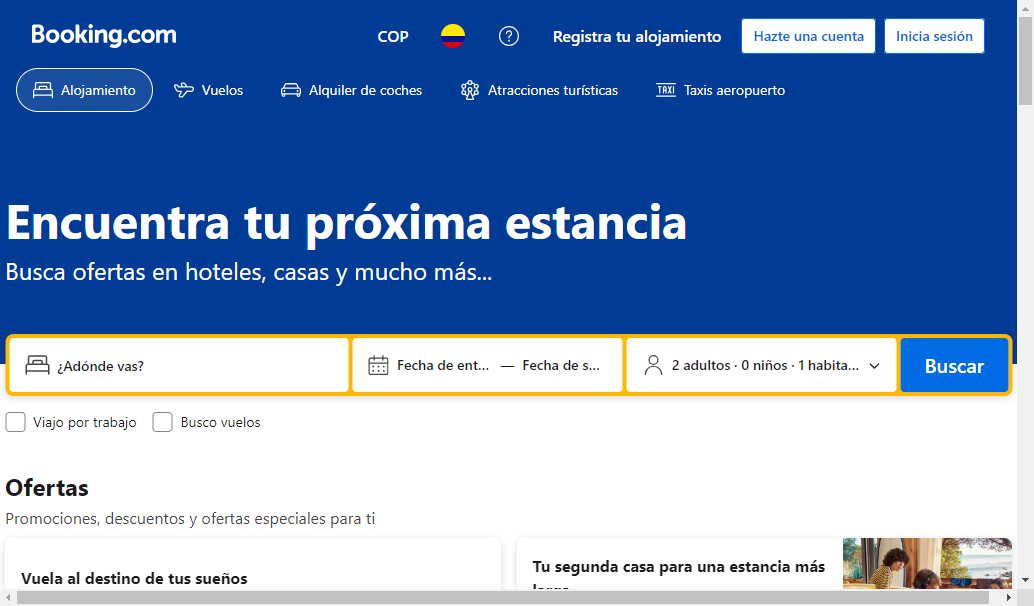 Booking.com
COP
Registra tu alojamiento
Hazte una cuenta
Inicia sesión
Alojamiento
Vuelos
Alquiler de coches
Atracciones turísticas
TAXI
Taxis aeropuerto
Encuentra tu próxima estancia
Busca ofertas en hoteles, casas y mucho más...
¿Adónde vas?
Fecha de ent... — Fecha de s...
2 adultos · 0 niños · 1 habita...
Buscar
Viajo por trabajo
Busco vuelos
Ofertas
Promociones, descuentos y ofertas especiales para ti
Vuela al destino de tus sueños
Tu segunda casa para una estancia más